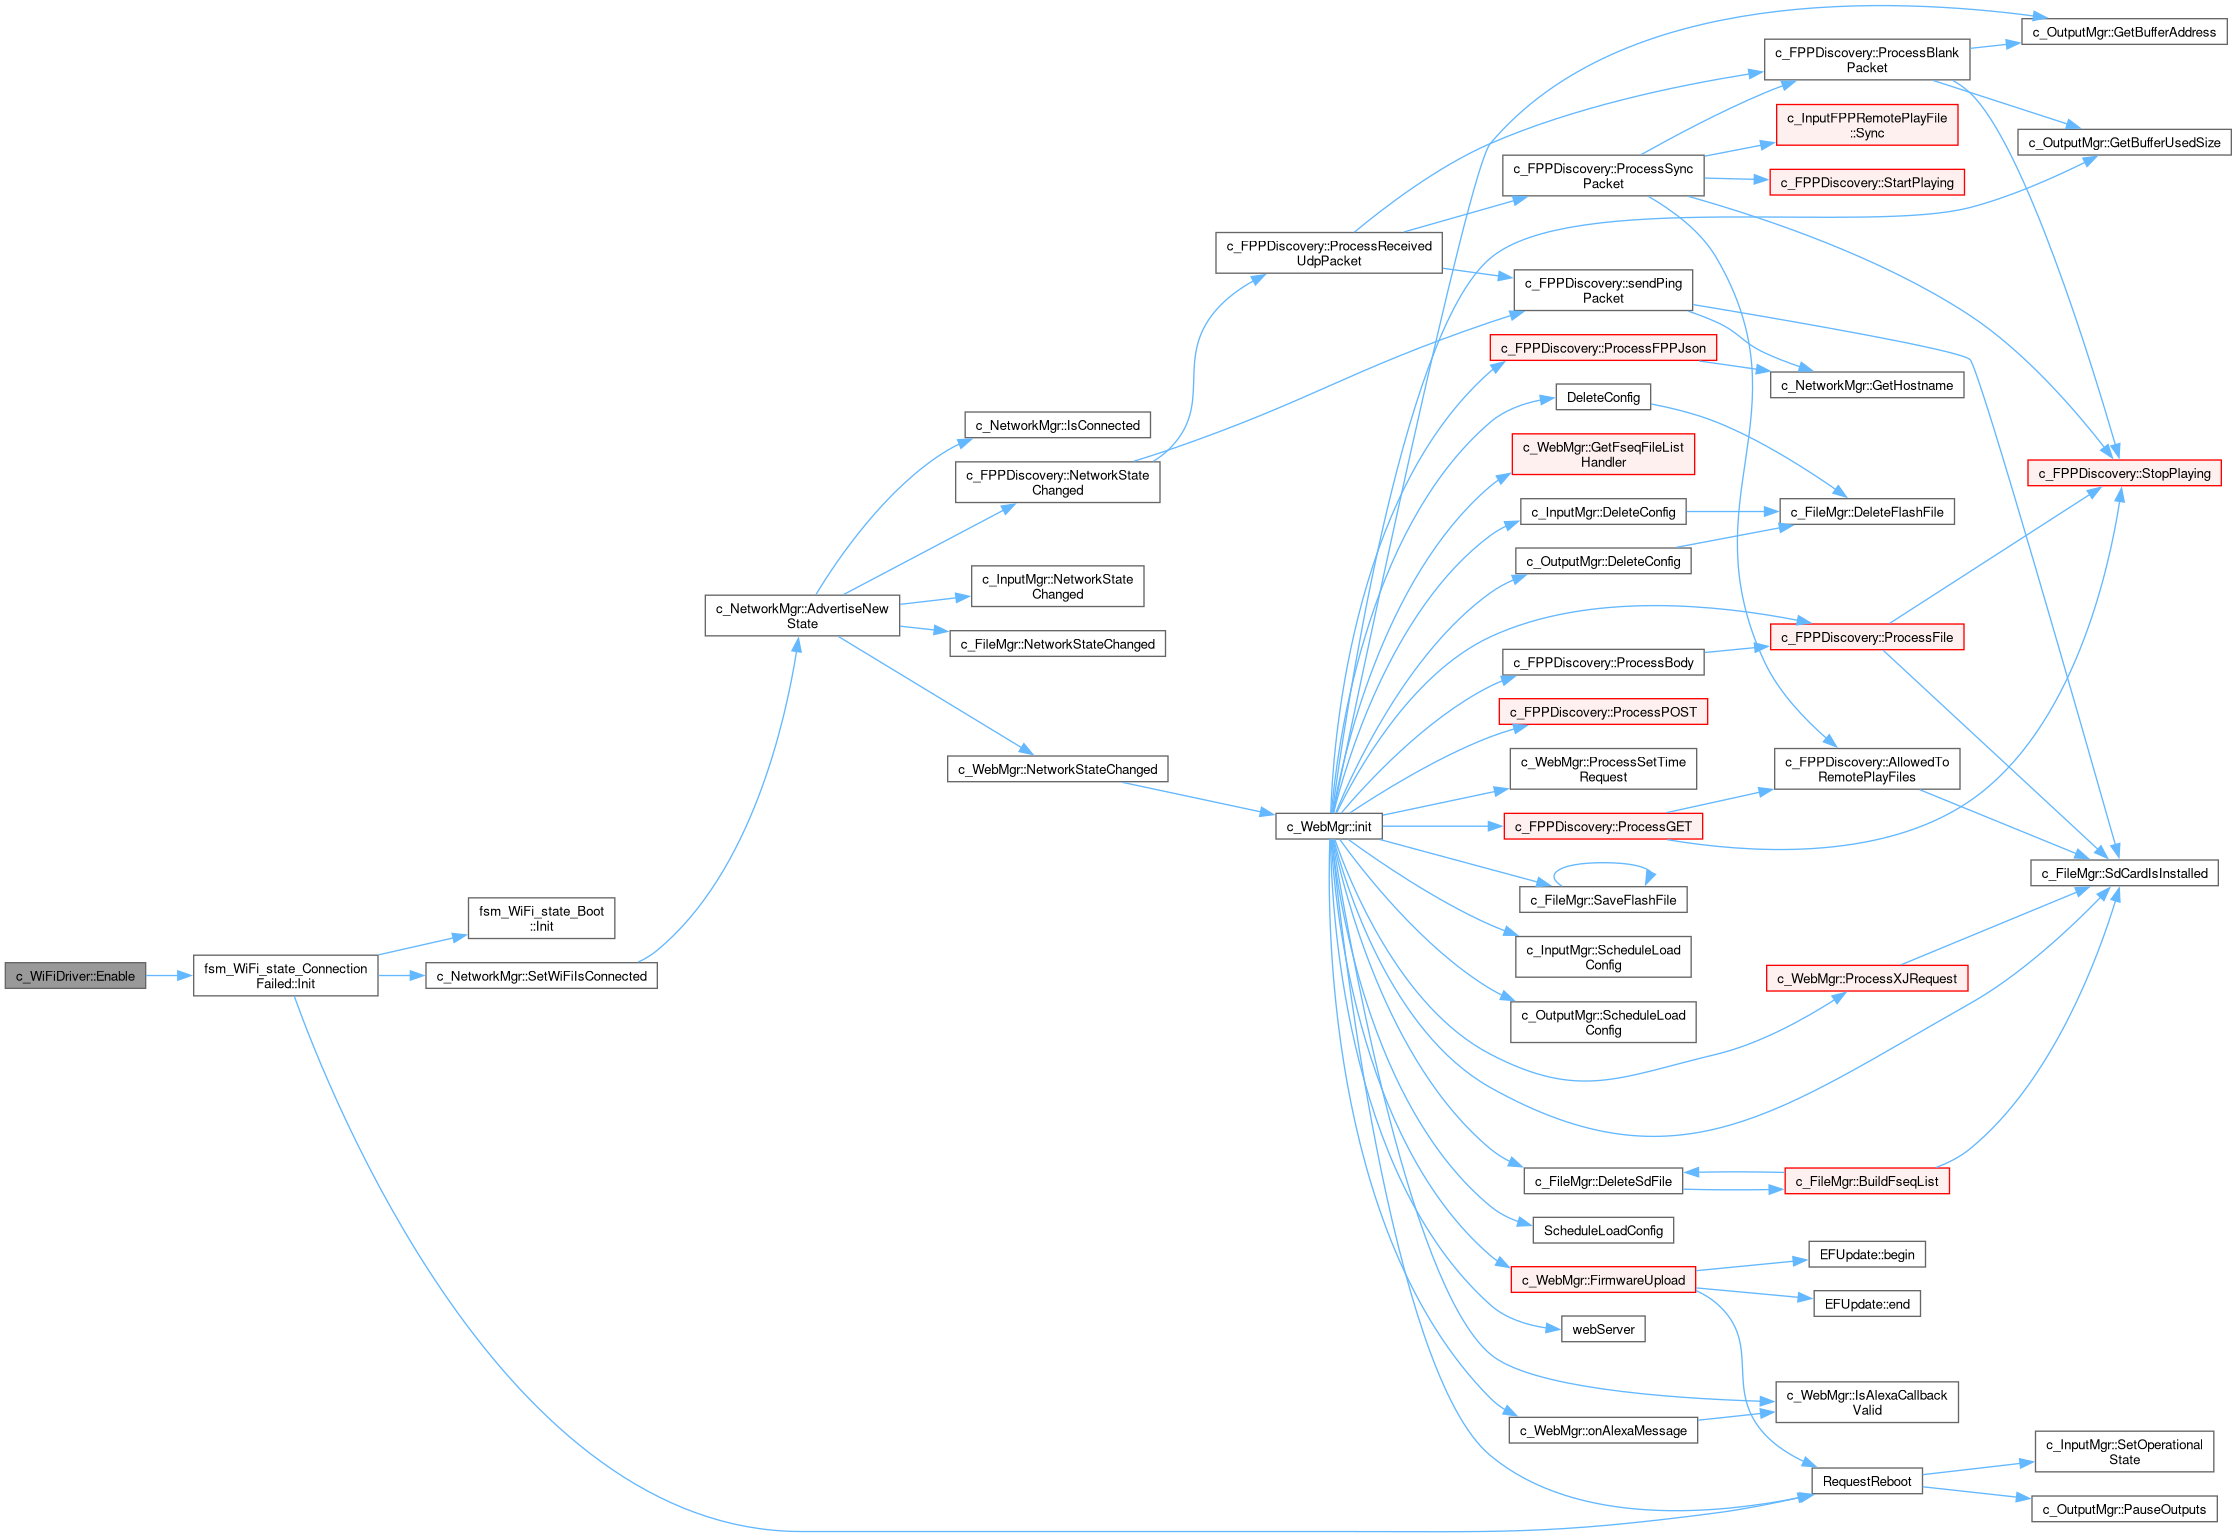 c_WiFiDriver::Enable
fsm_WiFi_state_Connection
Failed::Init
fsm_WiFi_state_Boot
::Init
c_NetworkMgr::SetWiFiIsConnected
c_NetworkMgr::AdvertiseNew
State
c_NetworkMgr::IsConnected
c_FPPDiscovery::NetworkState
Changed
c_InputMgr::NetworkState
Changed
c_FileMgr::NetworkStateChanged
c_WebMgr::NetworkStateChanged
c_FPPDiscovery::ProcessReceived
UdpPacket
c_WebMgr::init
c_FPPDiscovery::ProcessSync
Packet
c_FPPDiscovery::sendPing
Packet
c_FPPDiscovery::ProcessFPPJson
DeleteConfig
c_WebMgr::GetFseqFileList
Handler
c_InputMgr::DeleteConfig
c_OutputMgr::DeleteConfig
c_FPPDiscovery::ProcessBody
c_FPPDiscovery::ProcessPOST
c_WebMgr::ProcessSetTime
Request
c_FPPDiscovery::ProcessGET
c_FileMgr::SaveFlashFile
c_InputMgr::ScheduleLoad
Config
c_OutputMgr::ScheduleLoad
Config
c_FileMgr::DeleteSdFile
ScheduleLoadConfig
c_WebMgr::FirmwareUpload
webServer
c_WebMgr::onAlexaMessage
c_FPPDiscovery::ProcessBlank
Packet
c_InputFPPRemotePlayFile
::Sync
c_FPPDiscovery::StartPlaying
c_NetworkMgr::GetHostname
c_FileMgr::DeleteFlashFile
c_FPPDiscovery::ProcessFile
c_FPPDiscovery::AllowedTo
RemotePlayFiles
c_WebMgr::ProcessXJRequest
c_FileMgr::BuildFseqList
EFUpdate::begin
EFUpdate::end
c_WebMgr::IsAlexaCallback
Valid
RequestReboot
c_OutputMgr::GetBufferAddress
c_OutputMgr::GetBufferUsedSize
c_FPPDiscovery::StopPlaying
c_FileMgr::SdCardIsInstalled
c_InputMgr::SetOperational
State
c_OutputMgr::PauseOutputs